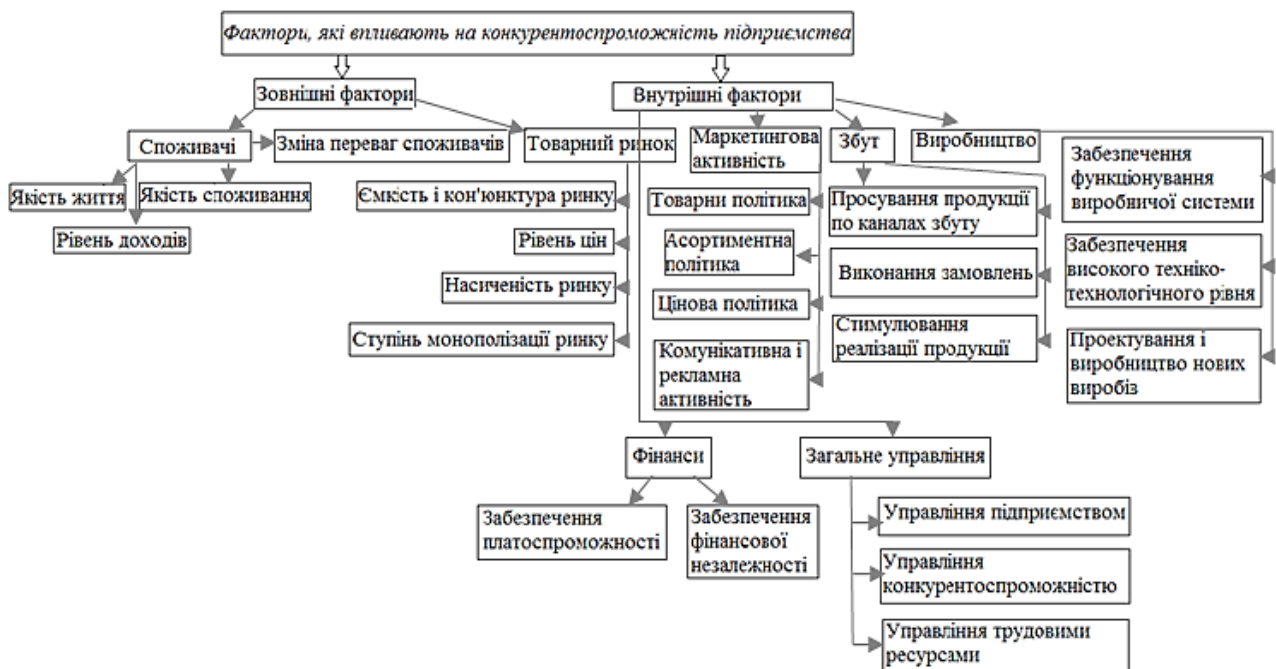 Фактори, які впливають на конкурентоспроможність підприємства
Зовнішні фактори
Внутрішні фактори
Споживачі
Зміна переваг споживачів
Товарний ринок
Маркетингова
активність
Збут
Виробництво
Якість життя
Якість споживання
Рівень доходів
Ємкість і кон'юнктура ринку
Рівень цін
Насиченість ринку
Ступінь монополізації ринку
Товарни політика
Асортиментна
політика
Цінова політика
Комунікативна і
рекламна
активність
Просування продукції
по каналах збуту
Виконання замовлень
Стимулювання
реалізації продукції
Забезпечення
функціонування
виробничої системи
Забезпечення
високого техніко-
технологічного рівня
Проектування і
виробництво нових
виробіз
Фінанси
Загальне управління
Забезпечення
платоспроможності
Забезпечення
фінансової
незалежності
Управління підприємством
Управління
конкурентоспроможністю
Управління трудовими
ресурсами